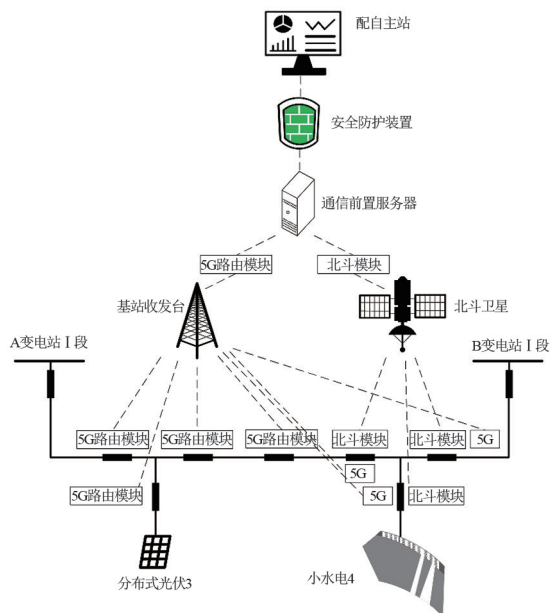 配自主站
安全防护装置
通信前置服务器
5G路由模块
北斗模块
基站收发台
北斗卫星
A变电站Ⅰ段
B变电站Ⅰ段
5G路由模块
5G路由模块
5G路由模块
北斗模块
北斗模块
5G
5G
5G路由模块
5G
北斗模块
分布式光伏3
小水电4